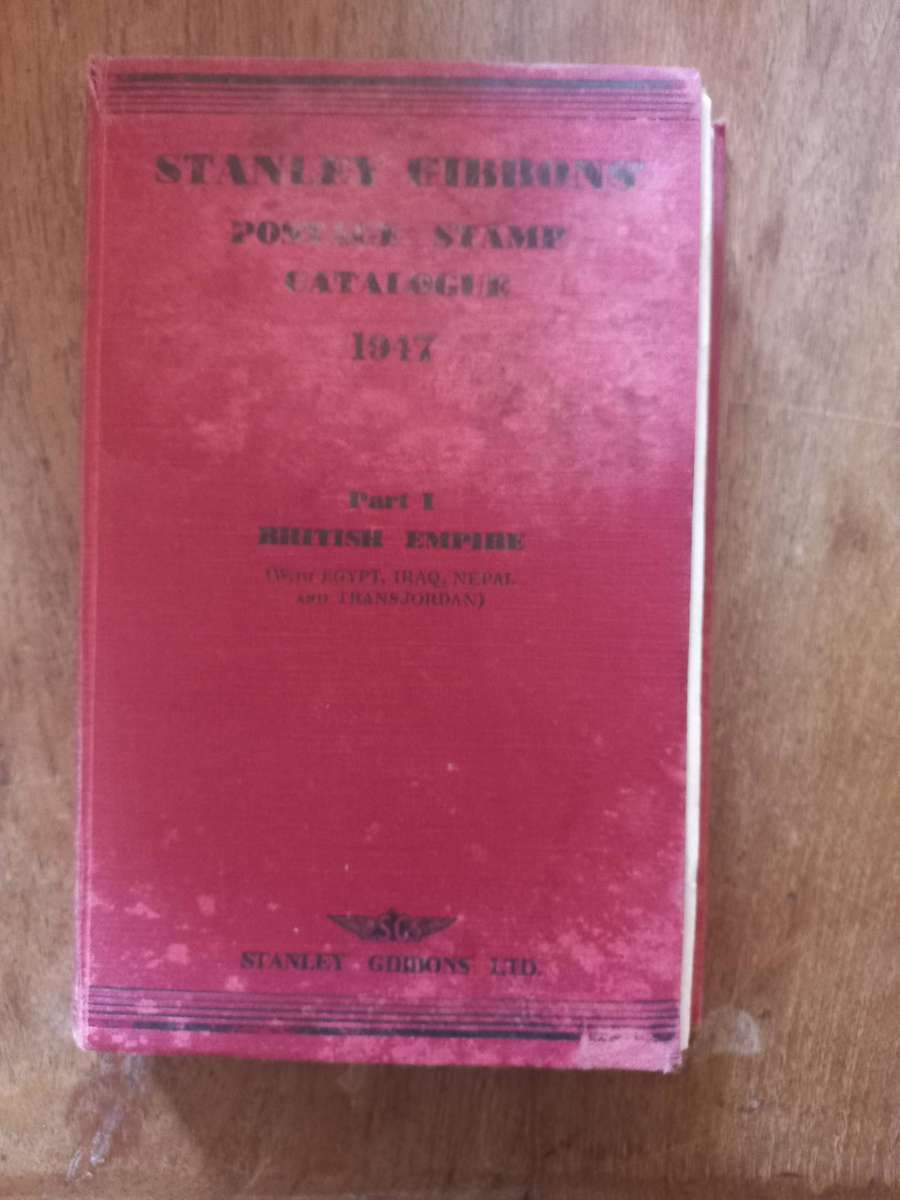 STANLEY GIBBONS'
POSTAGE STAMP
CATALOGUE
1947
Part I
BRITISH EMPIRE
(WITH EGYPT, IRAQ, NEPAL
AND TRANSJORDAN)
SG
STANLEY GIBBONS LTD.